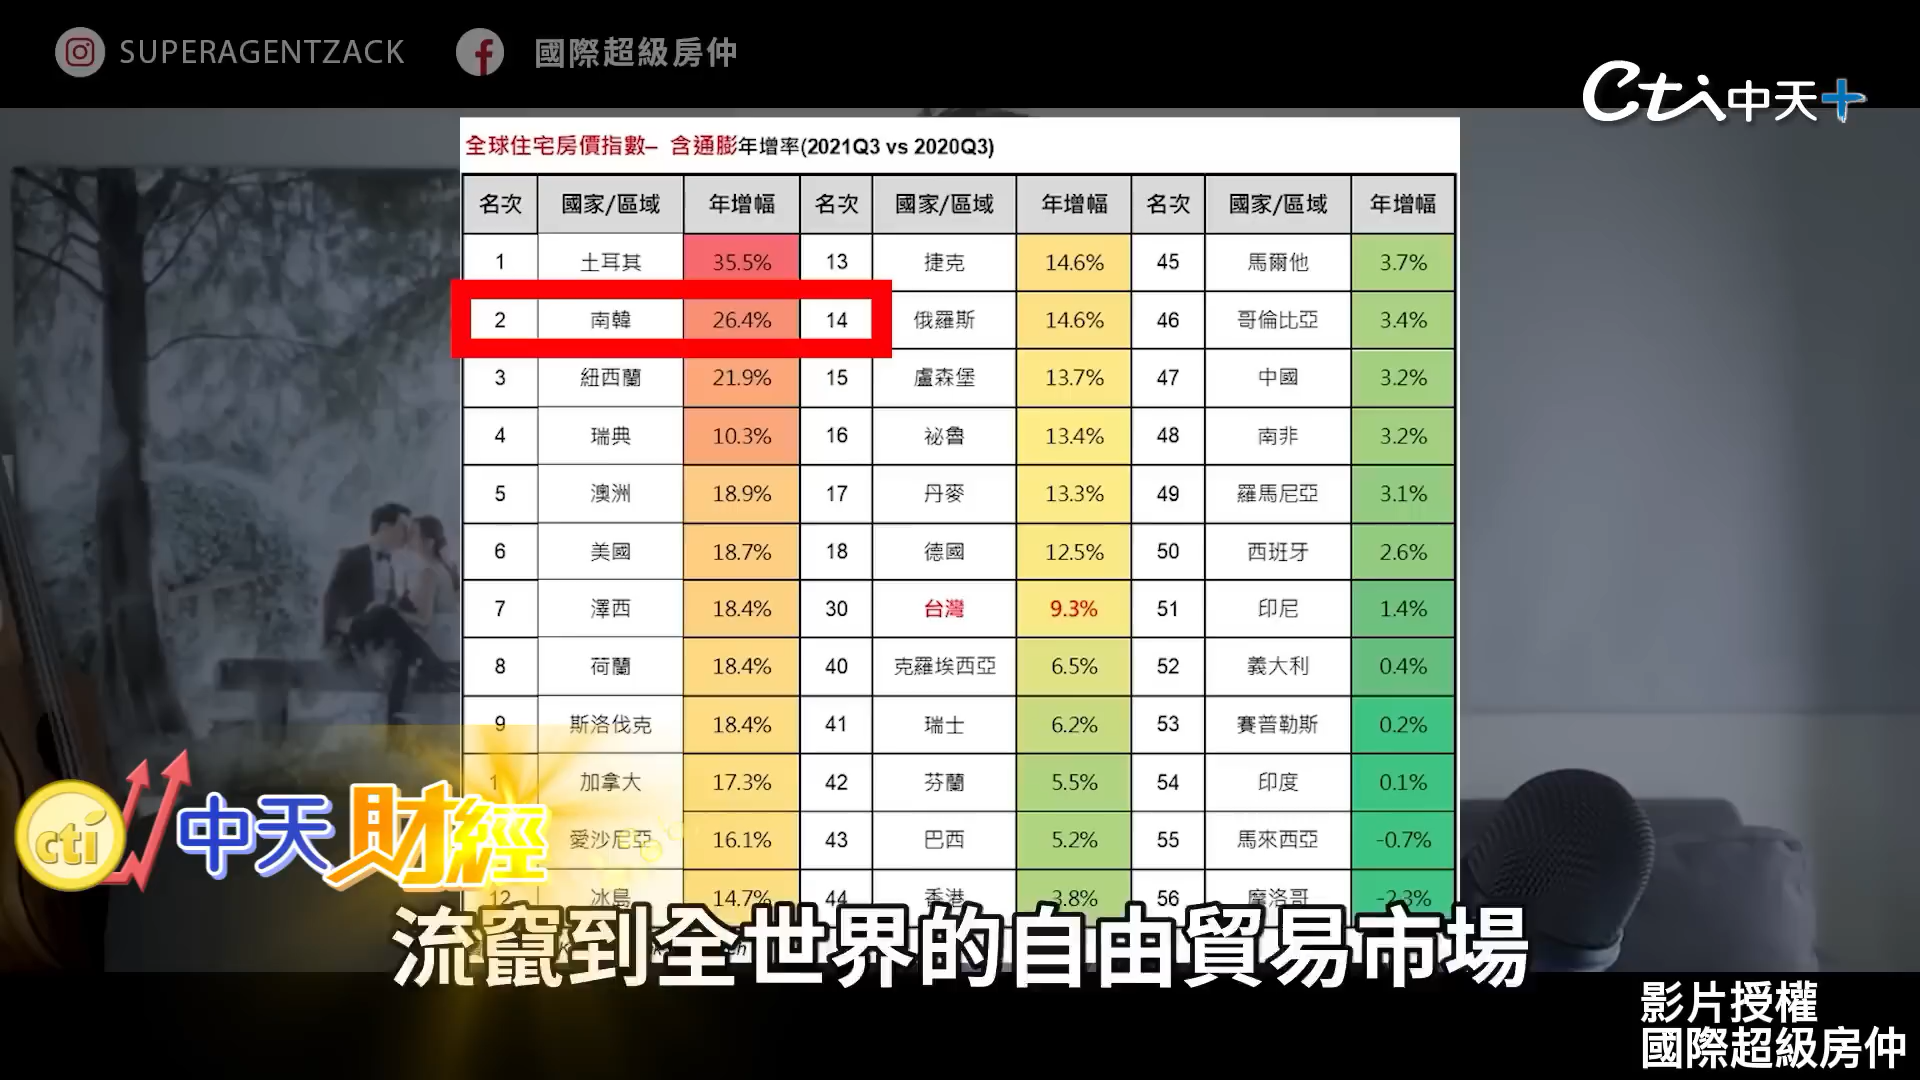 SUPERAGENTZACK 國際超級房仲
Cti中天+
全球住宅房價指數– 含通膨年增率(2021Q3 vs 2020Q3)
名次 國家/區域 年增幅 名次 國家/區域 年增幅 名次 國家/區域 年增幅
1 土耳其 35.5% 13 捷克 14.6% 45 馬爾他 3.7%
2 南韓 26.4% 14 俄羅斯 14.6% 46 哥倫比亞 3.4%
3 紐西蘭 21.9% 15 盧森堡 13.7% 47 中國 3.2%
4 瑞典 10.3% 16 祕魯 13.4% 48 南非 3.2%
5 澳洲 18.9% 17 丹麥 13.3% 49 羅馬尼亞 3.1%
6 美國 18.7% 18 德國 12.5% 50 西班牙 2.6%
7 澤西 18.4% 30 台灣 9.3% 51 印尼 1.4%
8 荷蘭 18.4% 40 克羅埃西亞 6.5% 52 義大利 0.4%
9 斯洛伐克 18.4% 41 瑞士 6.2% 53 賽普勒斯 0.2%
加拿大 17.3% 42 芬蘭 5.5% 54 印度 0.1%
愛沙尼亞 16.1% 43 巴西 5.2% 55 馬來西亞 -0.7%
12 冰島 14.7% 44 香港 3.8% 56 摩洛哥 -2.3%
cti 中天財經
流竄到全世界的自由貿易市場
影片授權
國際超級房仲